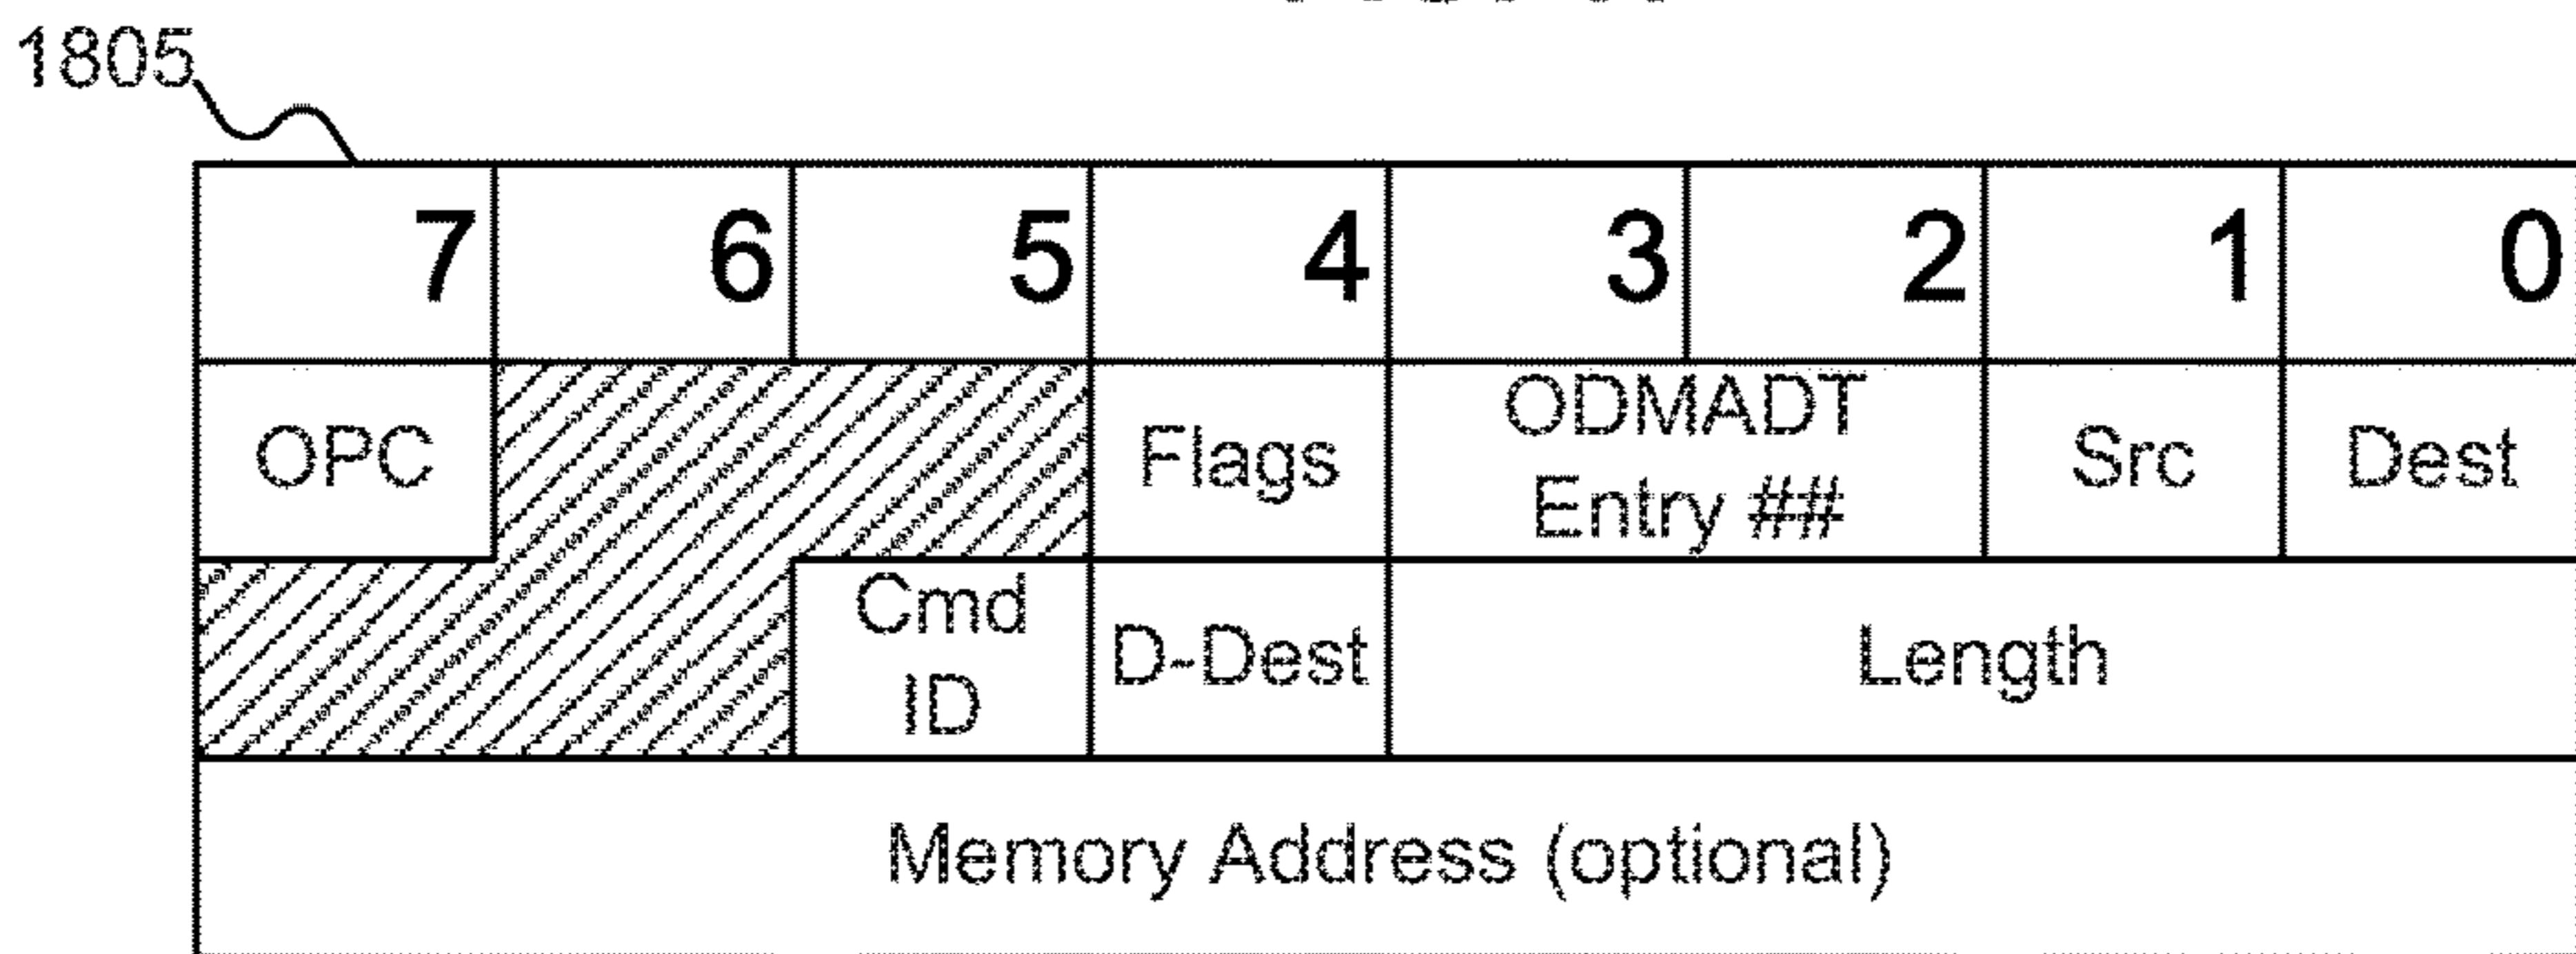 1805
7 6 5 4 3 2 1 0
OPC Flags ODMADT Entry ## Src Dest
Cmd ID D-Dest Length
Memory Address (optional)